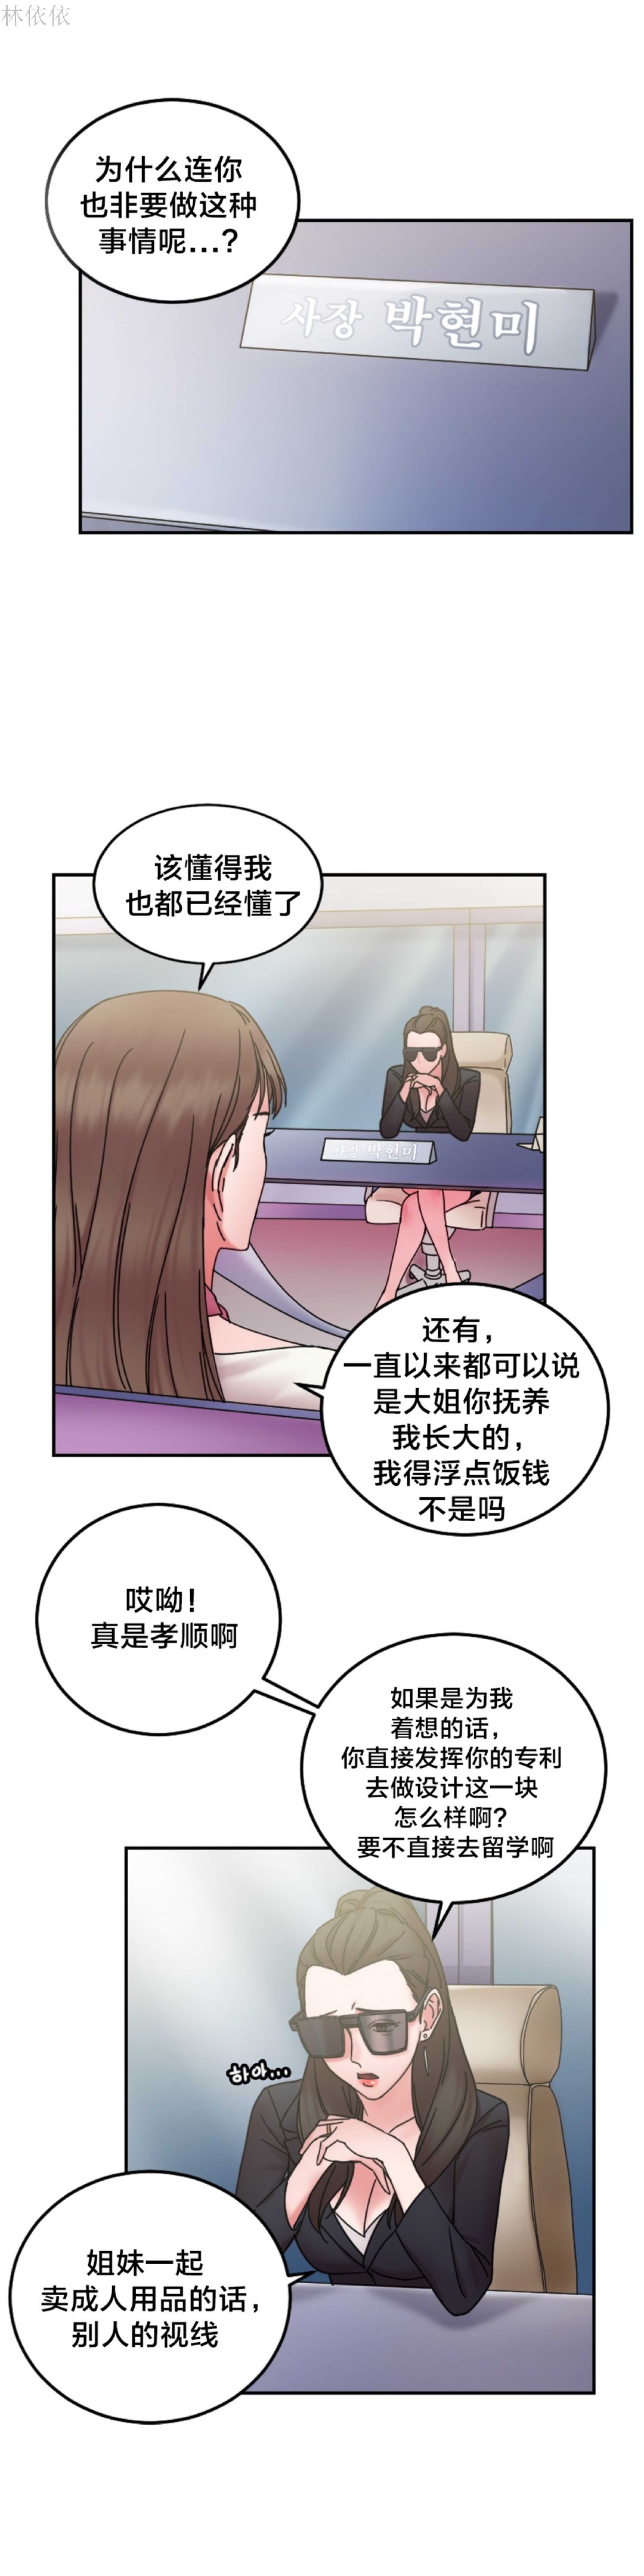 林依依
为什么连你
也非要做这种
事情呢...?
사장 박현미
该懂得我
也都已经懂了
사장 박현미
还有，
一直以来都可以说
是大姐你抚养
我长大的，
我得浮点饭钱
不是吗
哎呦！
真是孝顺啊
如果是为我
着想的话，
你直接发挥你的专利
去做设计这一块
怎么样啊？
要不直接去留学啊
하아...
姐妹一起
卖成人用品的话，
别人的视线